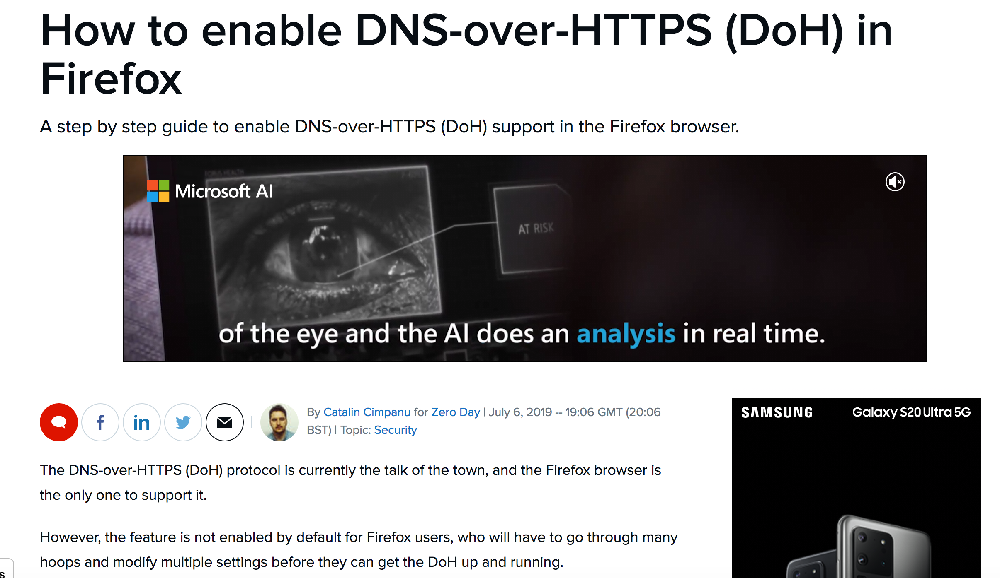 How to enable DNS-over-HTTPS (DoH) in
Firefox
A step by step guide to enable DNS-over-HTTPS (DoH) support in the Firefox browser.
FORUS HEALTH
Microsoft AI
AT RISK
of the eye and the AI does an analysis in real time.
By Catalin Cimpanu for Zero Day | July 6, 2019 -- 19:06 GMT (20:06
BST) | Topic: Security
SAMSUNG
Galaxy S20 Ultra 5G
The DNS-over-HTTPS (DoH) protocol is currently the talk of the town, and the Firefox browser is
the only one to support it.
However, the feature is not enabled by default for Firefox users, who will have to go through many
hoops and modify multiple settings before they can get the DoH up and running.